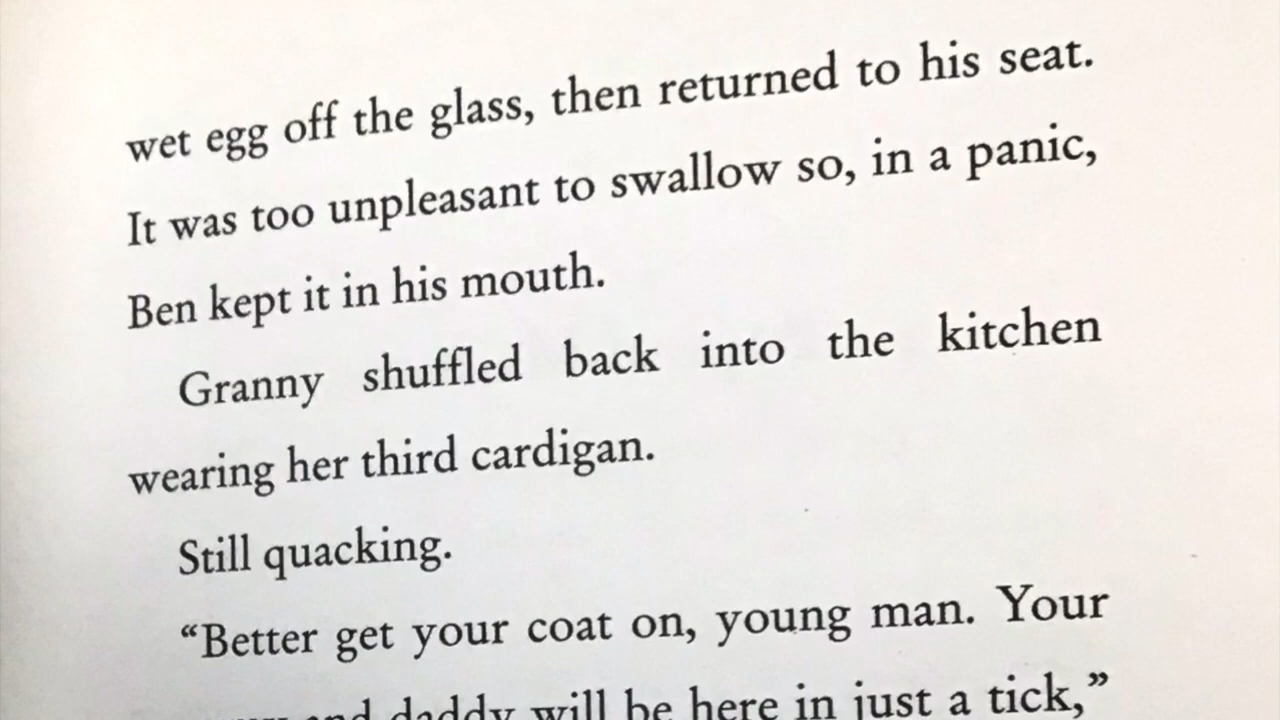 wet egg off the glass, then returned to his seat.
It was too unpleasant to swallow so, in a panic,
Ben kept it in his mouth.
Granny shuffled back into the kitchen
wearing her third cardigan.
Still quacking.
“Better get your coat on, young man. Your
and daddy will be here in just a tick,”